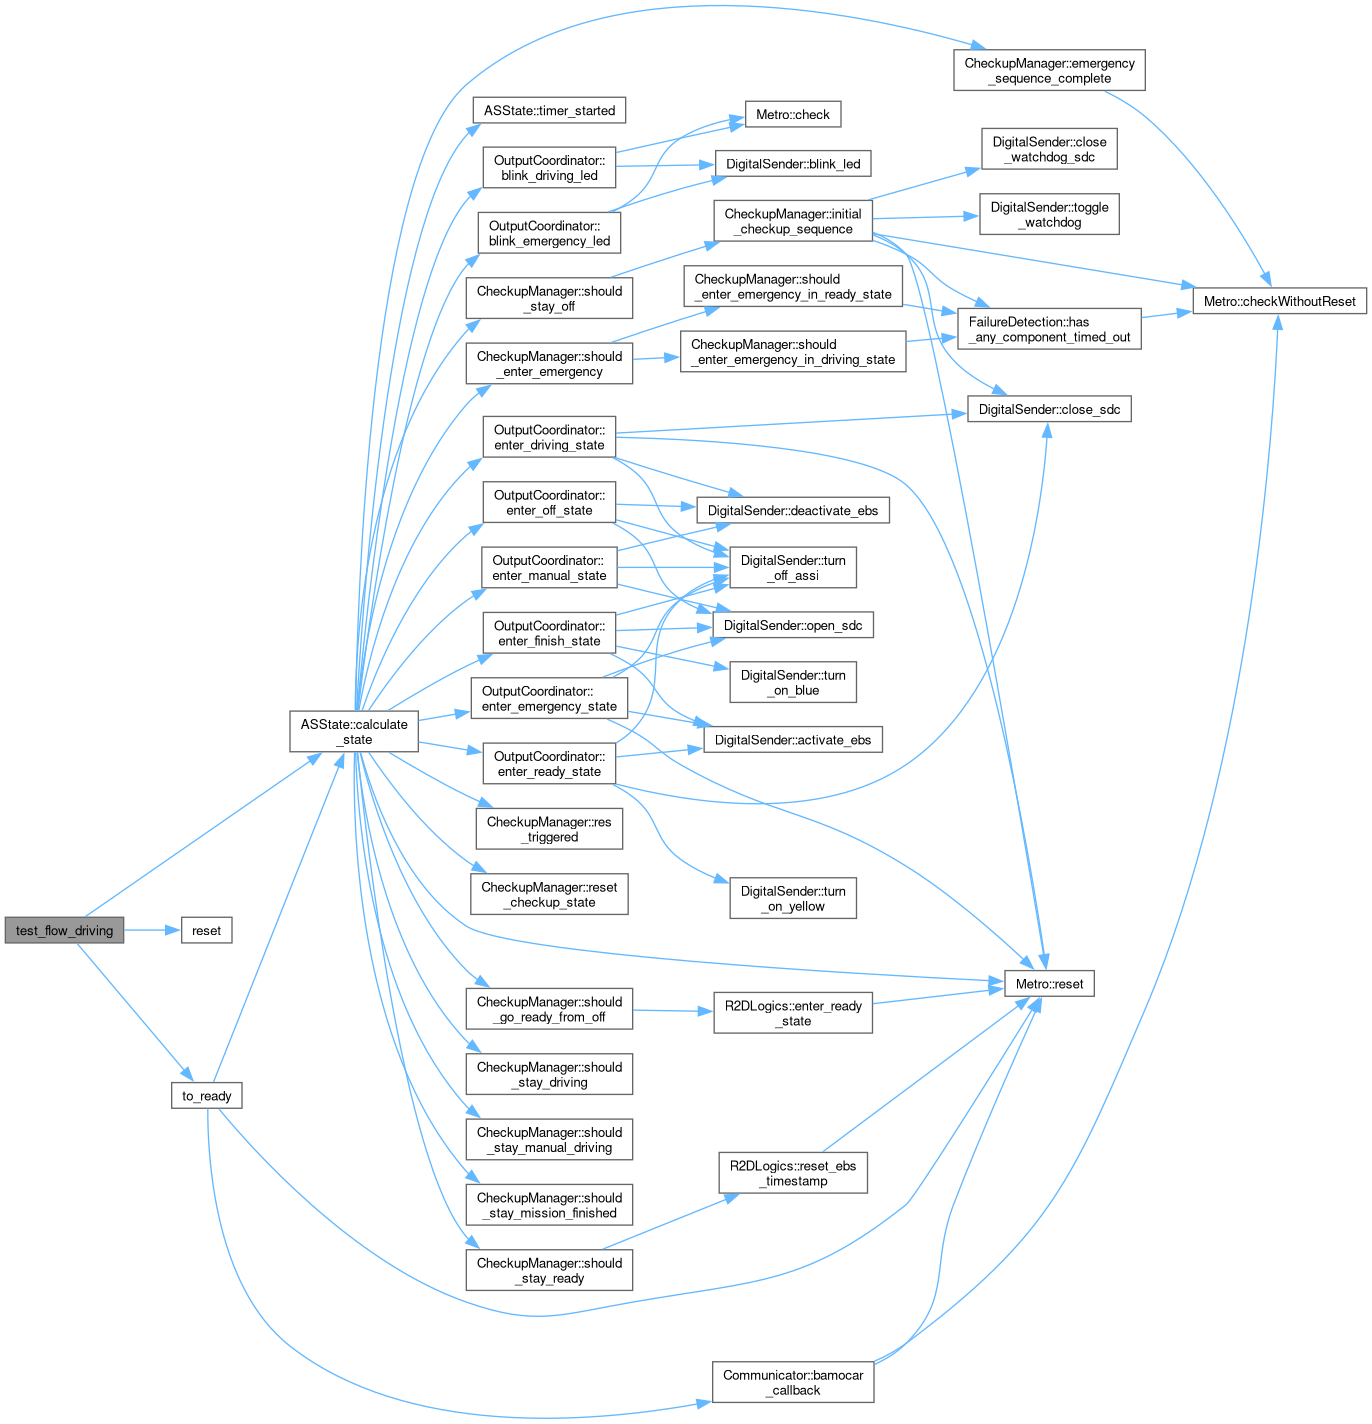 CheckupManager::emergency
_sequence_complete
ASState::timer_started
Metro::check
OutputCoordinator::
blink_driving_led
DigitalSender::blink_led
DigitalSender::close
_watchdog_sdc
OutputCoordinator::
blink_emergency_led
CheckupManager::initial
_checkup_sequence
DigitalSender::toggle
_watchdog
CheckupManager::should
_stay_off
CheckupManager::should
_enter_emergency_in_ready_state
Metro::checkWithoutReset
CheckupManager::should
_enter_emergency
CheckupManager::should
_enter_emergency_in_driving_state
FailureDetection::has
_any_component_timed_out
OutputCoordinator::
enter_driving_state
DigitalSender::close_sdc
OutputCoordinator::
enter_off_state
DigitalSender::deactivate_ebs
OutputCoordinator::
enter_manual_state
DigitalSender::turn
_off_assi
OutputCoordinator::
enter_finish_state
DigitalSender::open_sdc
OutputCoordinator::
enter_emergency_state
DigitalSender::turn
_on_blue
ASState::calculate
_state
OutputCoordinator::
enter_ready_state
DigitalSender::activate_ebs
CheckupManager::res
_triggered
CheckupManager::reset
_checkup_state
DigitalSender::turn
_on_yellow
test_flow_driving
reset
CheckupManager::should
_go_ready_from_off
R2DLogics::enter_ready
_state
Metro::reset
CheckupManager::should
_stay_driving
to_ready
CheckupManager::should
_stay_manual_driving
CheckupManager::should
_stay_mission_finished
R2DLogics::reset_ebs
_timestamp
CheckupManager::should
_stay_ready
Communicator::bamocar
_callback